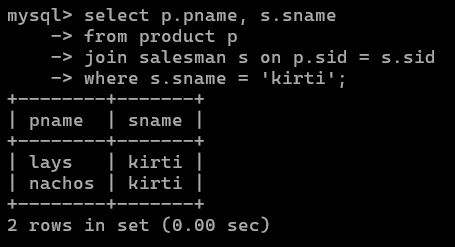 mysql> select p.pname, s.sname
    -> from product p
    -> join salesman s on p.sid = s.sid
    -> where s.sname = 'kirti';
+--------+-------+
| pname  | sname |
+--------+-------+
| lays   | kirti |
| nachos | kirti |
+--------+-------+
2 rows in set (0.00 sec)